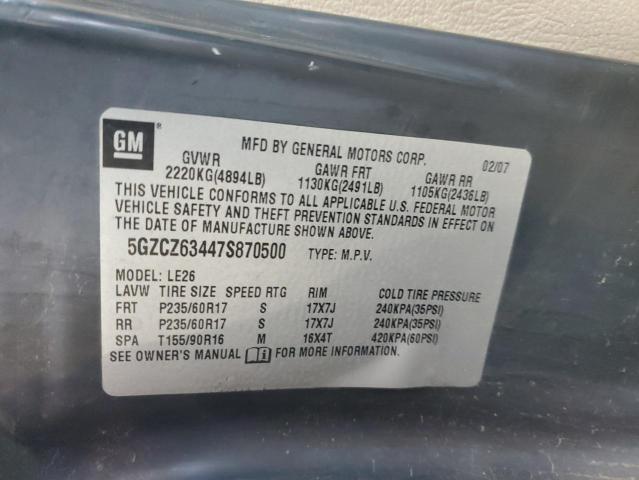 GM ® MFD BY GENERAL MOTORS CORP. 02/07
GVWR GAWR FRT GAWR RR
2220KG(4894LB) 1130KG(2491LB) 1105KG(2436LB)
THIS VEHICLE CONFORMS TO ALL APPLICABLE U.S. FEDERAL MOTOR
VEHICLE SAFETY AND THEFT PREVENTION STANDARDS IN EFFECT ON
THE DATE OF MANUFACTURE SHOWN ABOVE.
5GZCZ63447S870500 TYPE: M.P.V.
MODEL: LE26
LAVW TIRE SIZE SPEED RTG RIM COLD TIRE PRESSURE
FRT P235/60R17 S 17X7J 240KPA(35PSI)
RR P235/60R17 S 17X7J 240KPA(35PSI)
SPA T155/90R16 M 16X4T 420KPA(60PSI)
SEE OWNER'S MANUAL FOR MORE INFORMATION.